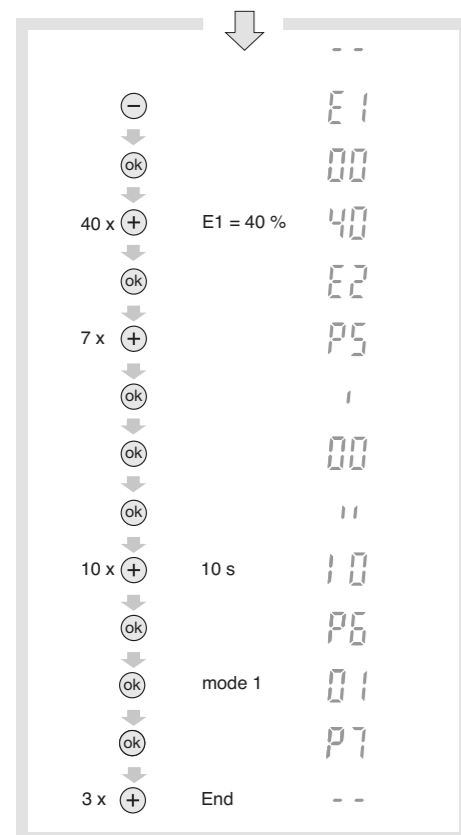 - -
− E1
ok 00
40 x + E1 = 40 % 40
ok E2
7 x + P5
ok ı
ok 00
ok ıı
10 x + 10 s 10
ok P6
ok mode 1 01
ok P7
3 x + End - -